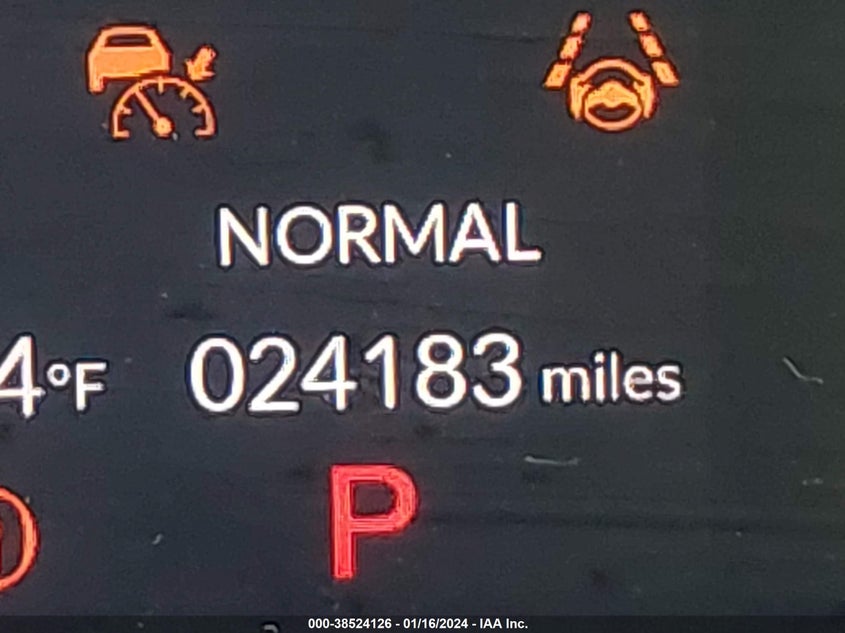 NORMAL
4°F 024183 miles
P
000-38524126 - 01/16/2024 - IAA Inc.